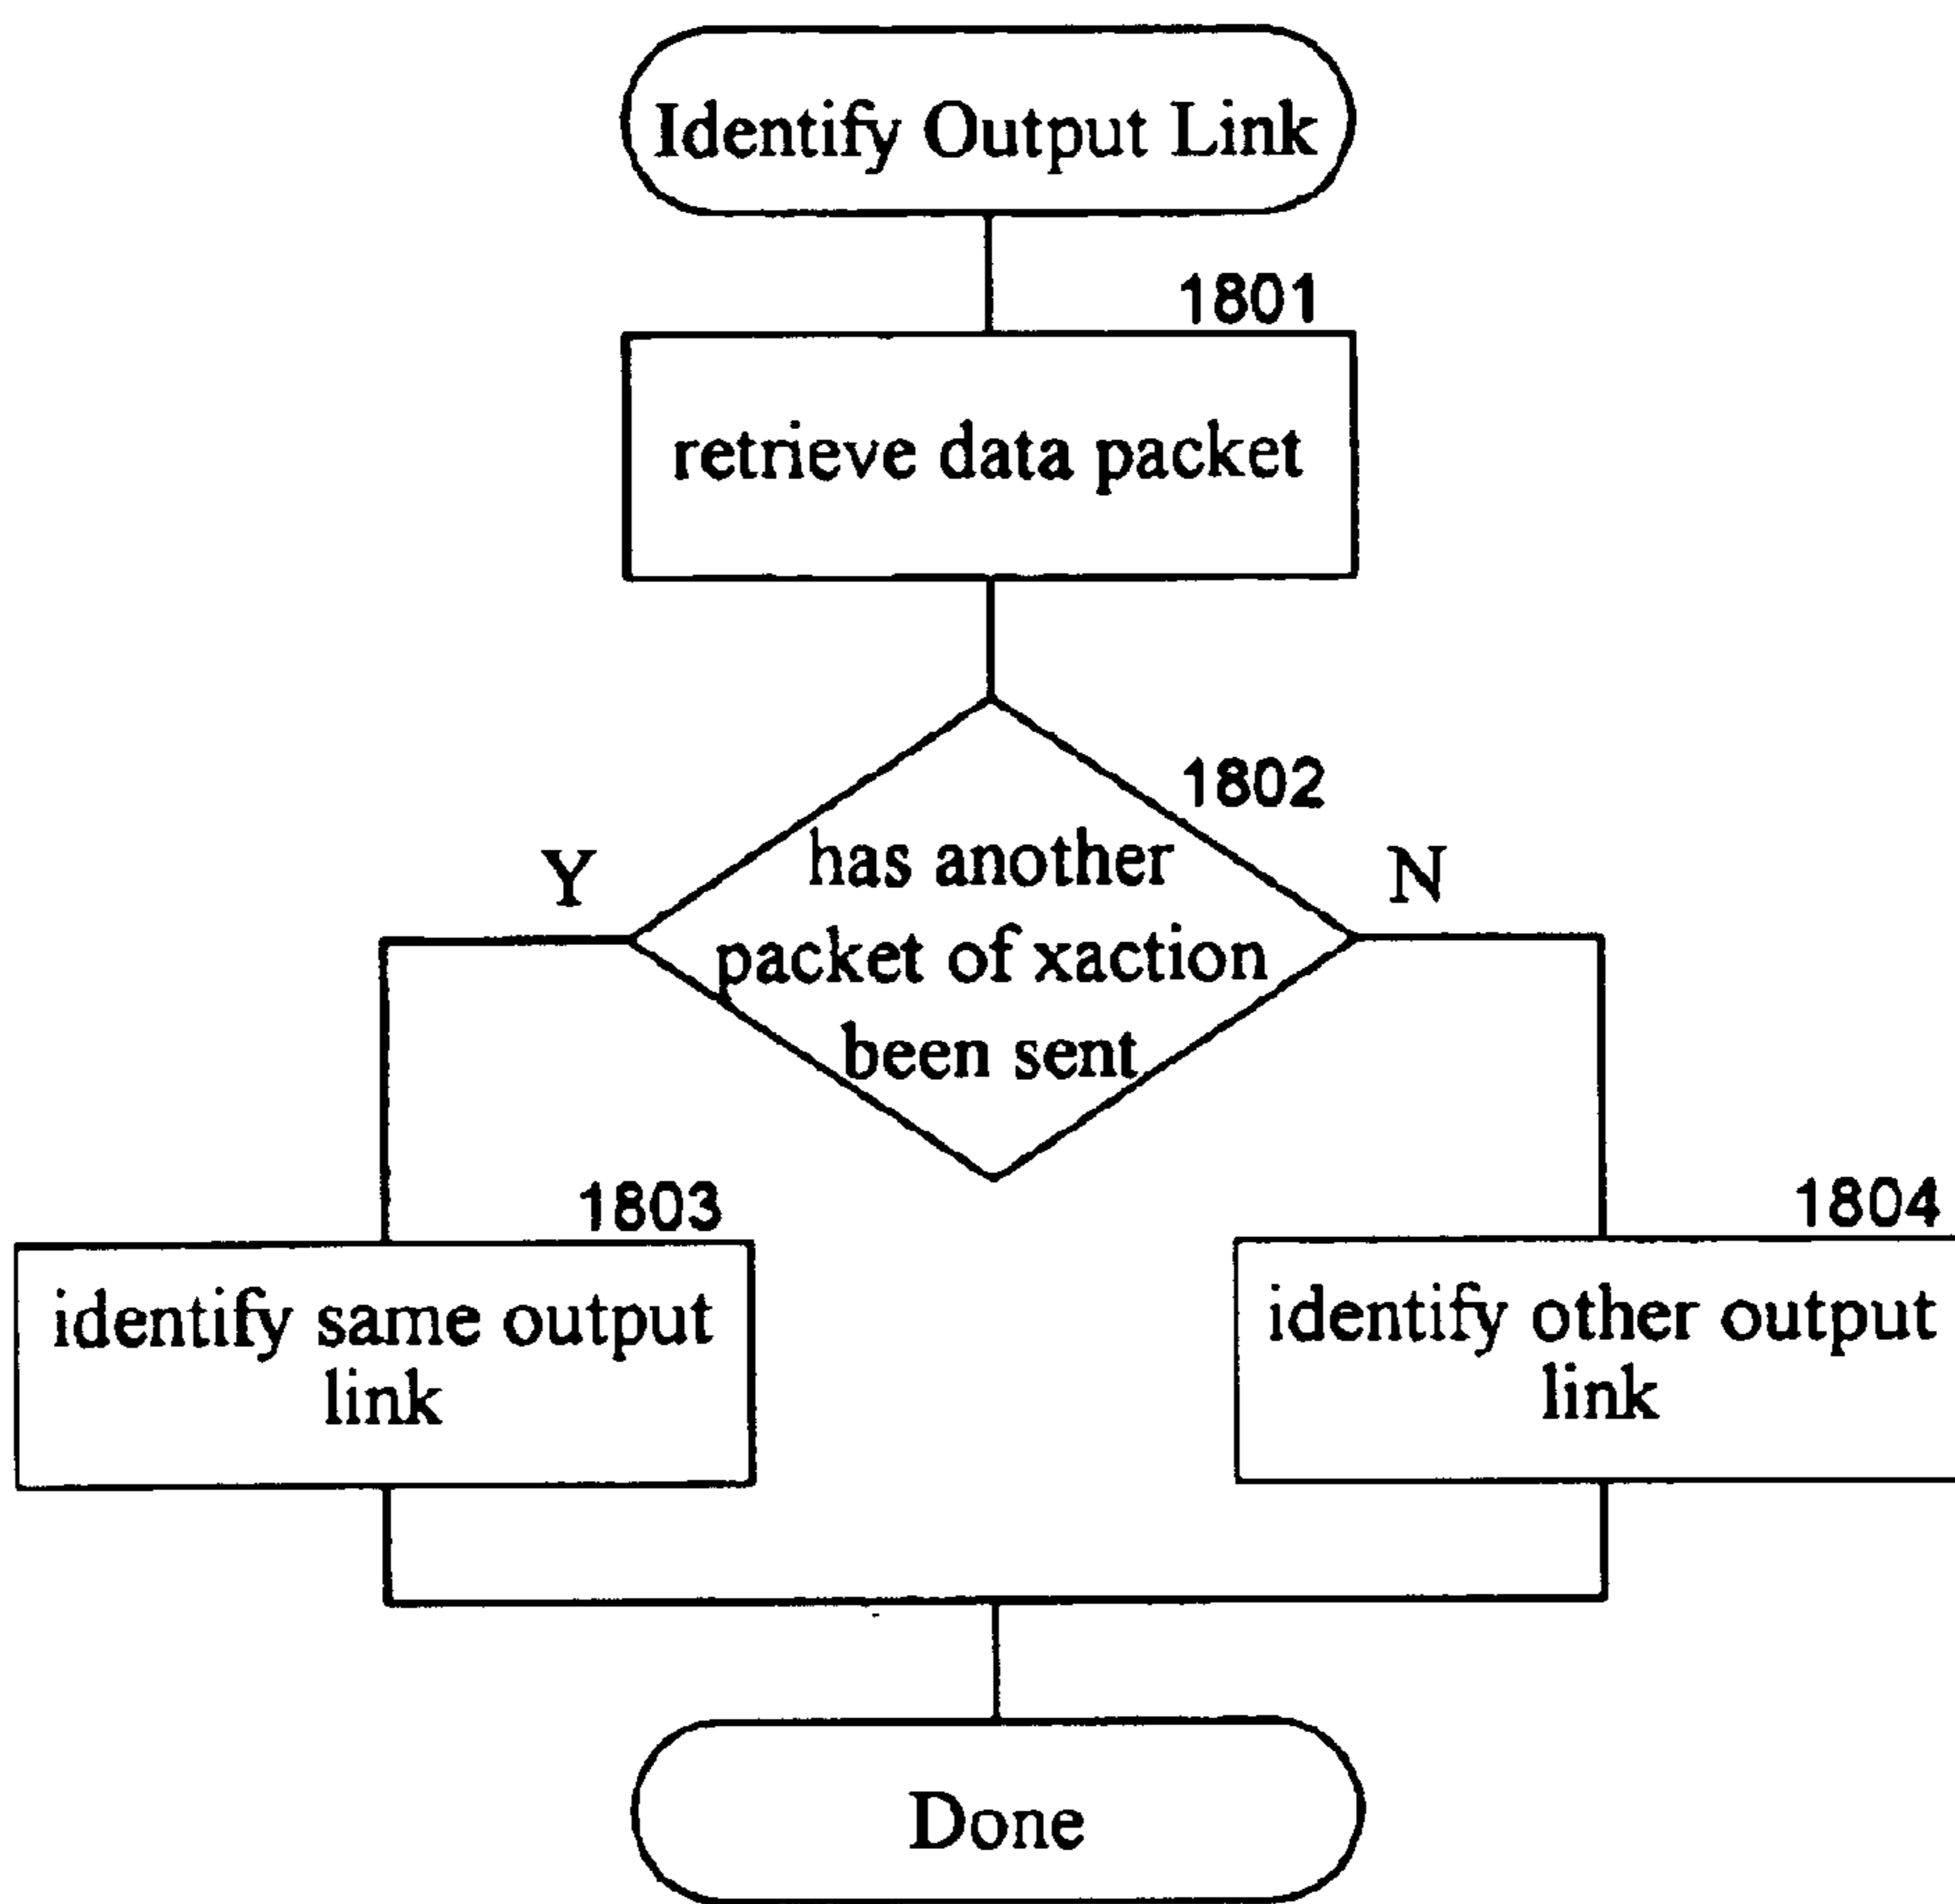 Identify Output Link
1801
retrieve data packet
1802
has another
packet of xaction
been sent
Y
N
1803
identify same output
link
1804
identify other output
link
Done